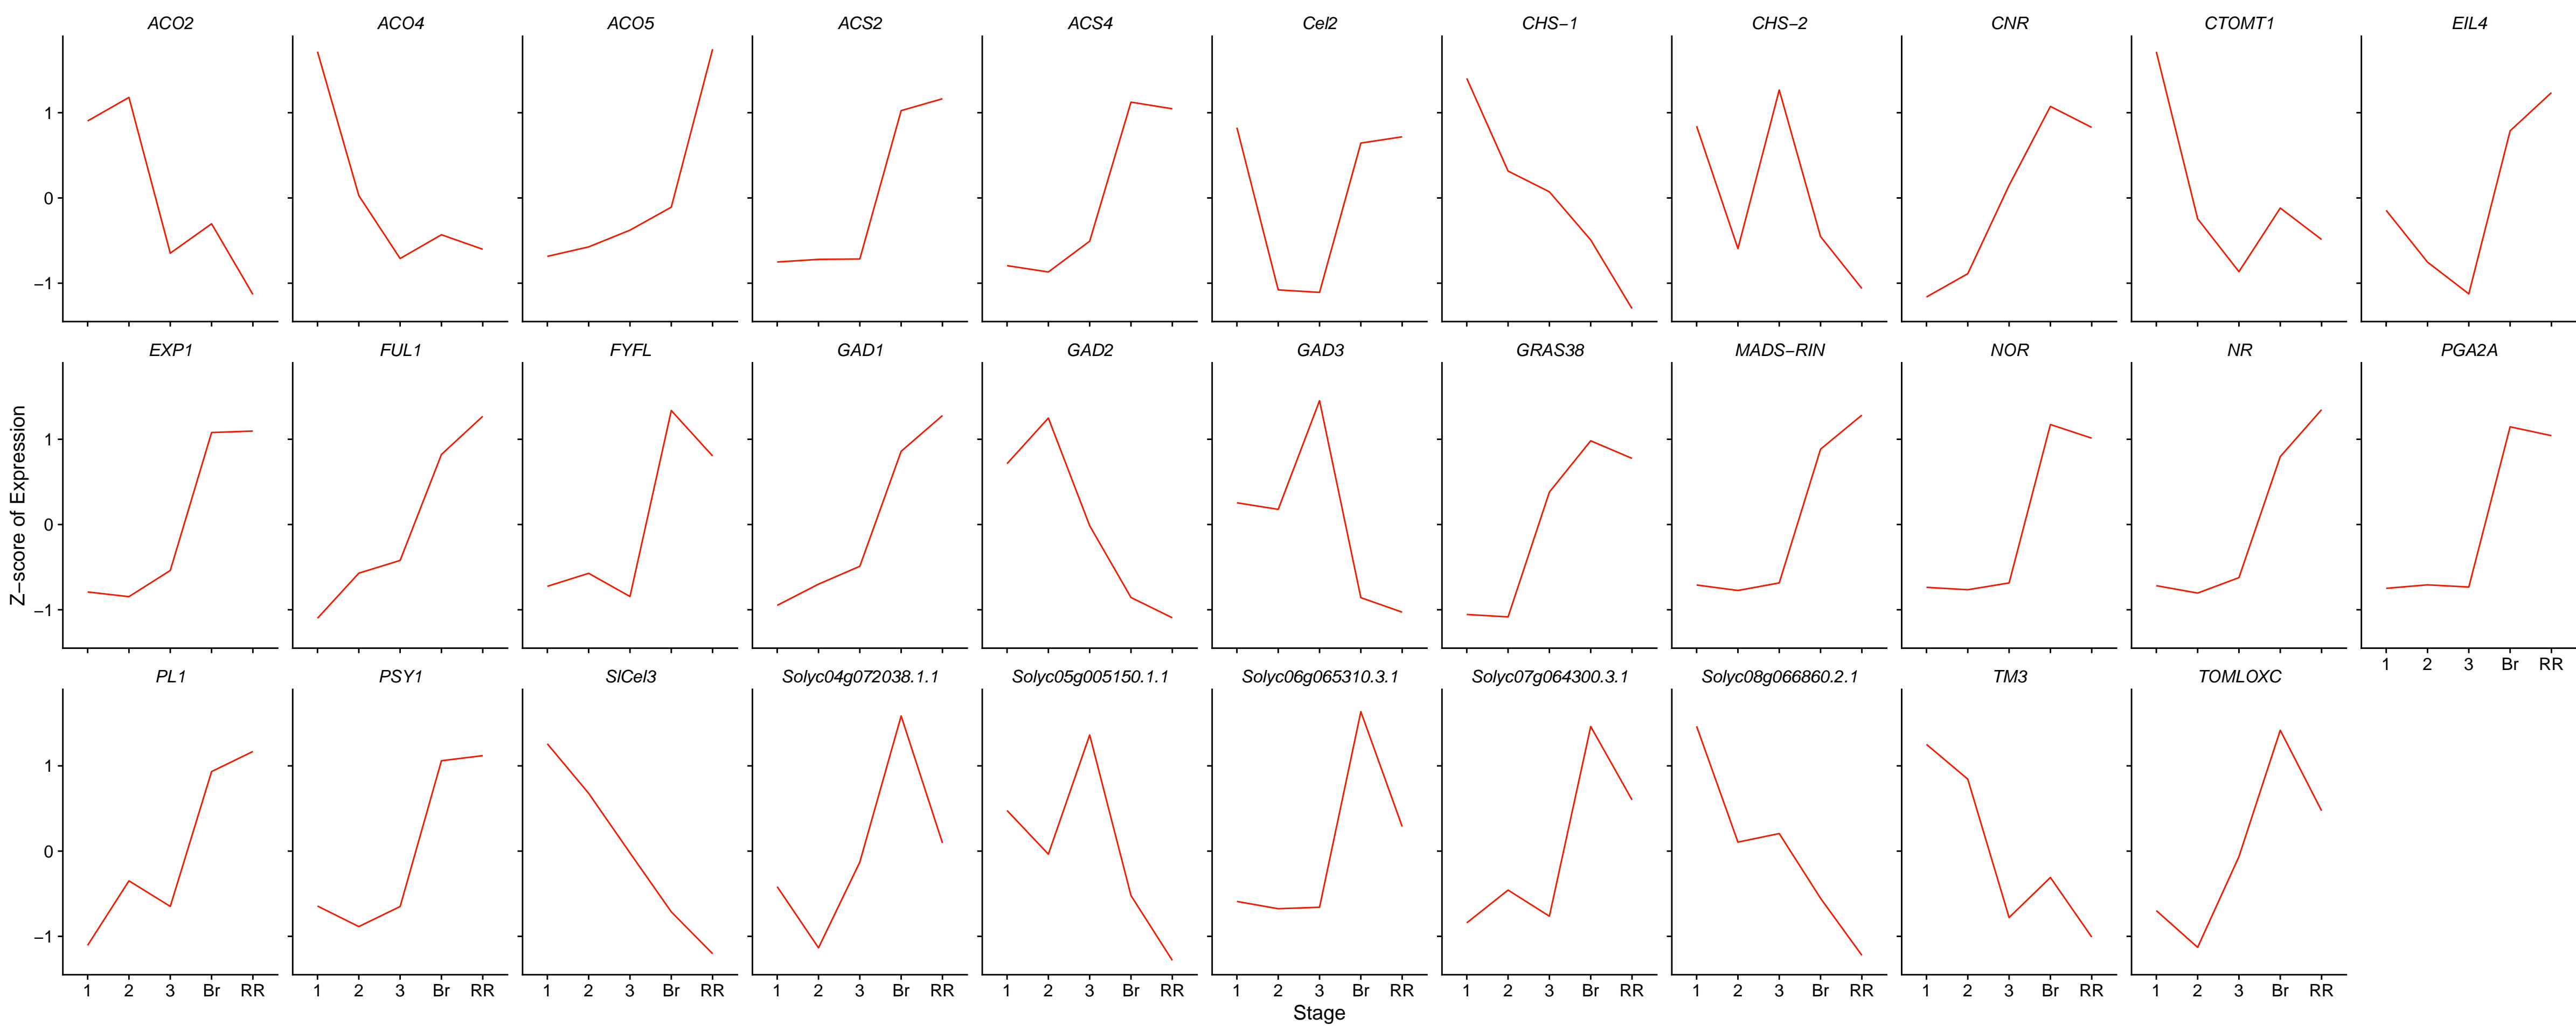 ACO2 ACO4 ACO5 ACS2 ACS4 Cel2 CHS−1 CHS−2 CNR CTOMT1 EIL4
1
0
−1
EXP1 FUL1 FYFL GAD1 GAD2 GAD3 GRAS38 MADS−RIN NOR NR PGA2A
1
0
−1
1 2 3 Br RR
PL1 PSY1 SlCel3 Solyc04g072038.1.1 Solyc05g005150.1.1 Solyc06g065310.3.1 Solyc07g064300.3.1 Solyc08g066860.2.1 TM3 TOMLOXC
1
0
−1
1 2 3 Br RR 1 2 3 Br RR 1 2 3 Br RR 1 2 3 Br RR 1 2 3 Br RR 1 2 3 Br RR 1 2 3 Br RR 1 2 3 Br RR 1 2 3 Br RR 1 2 3 Br RR
Stage
Z−score of Expression